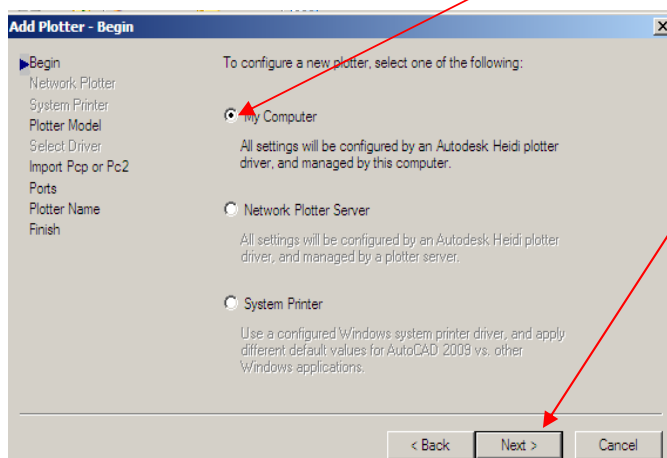 Add Plotter - Begin
Begin
Network Plotter
System Printer
Plotter Model
Select Driver
Import Pcp or Pc2
Ports
Plotter Name
Finish
To configure a new plotter, select one of the following:
My Computer
All settings will be configured by an Autodesk Heidi plotter
driver, and managed by this computer.
Network Plotter Server
All settings will be configured by an Autodesk Heidi plotter
driver, and managed by a plotter server.
System Printer
Use a configured Windows system printer driver, and apply
different default values for AutoCAD 2009 vs. other
Windows applications.
< Back
Next >
Cancel